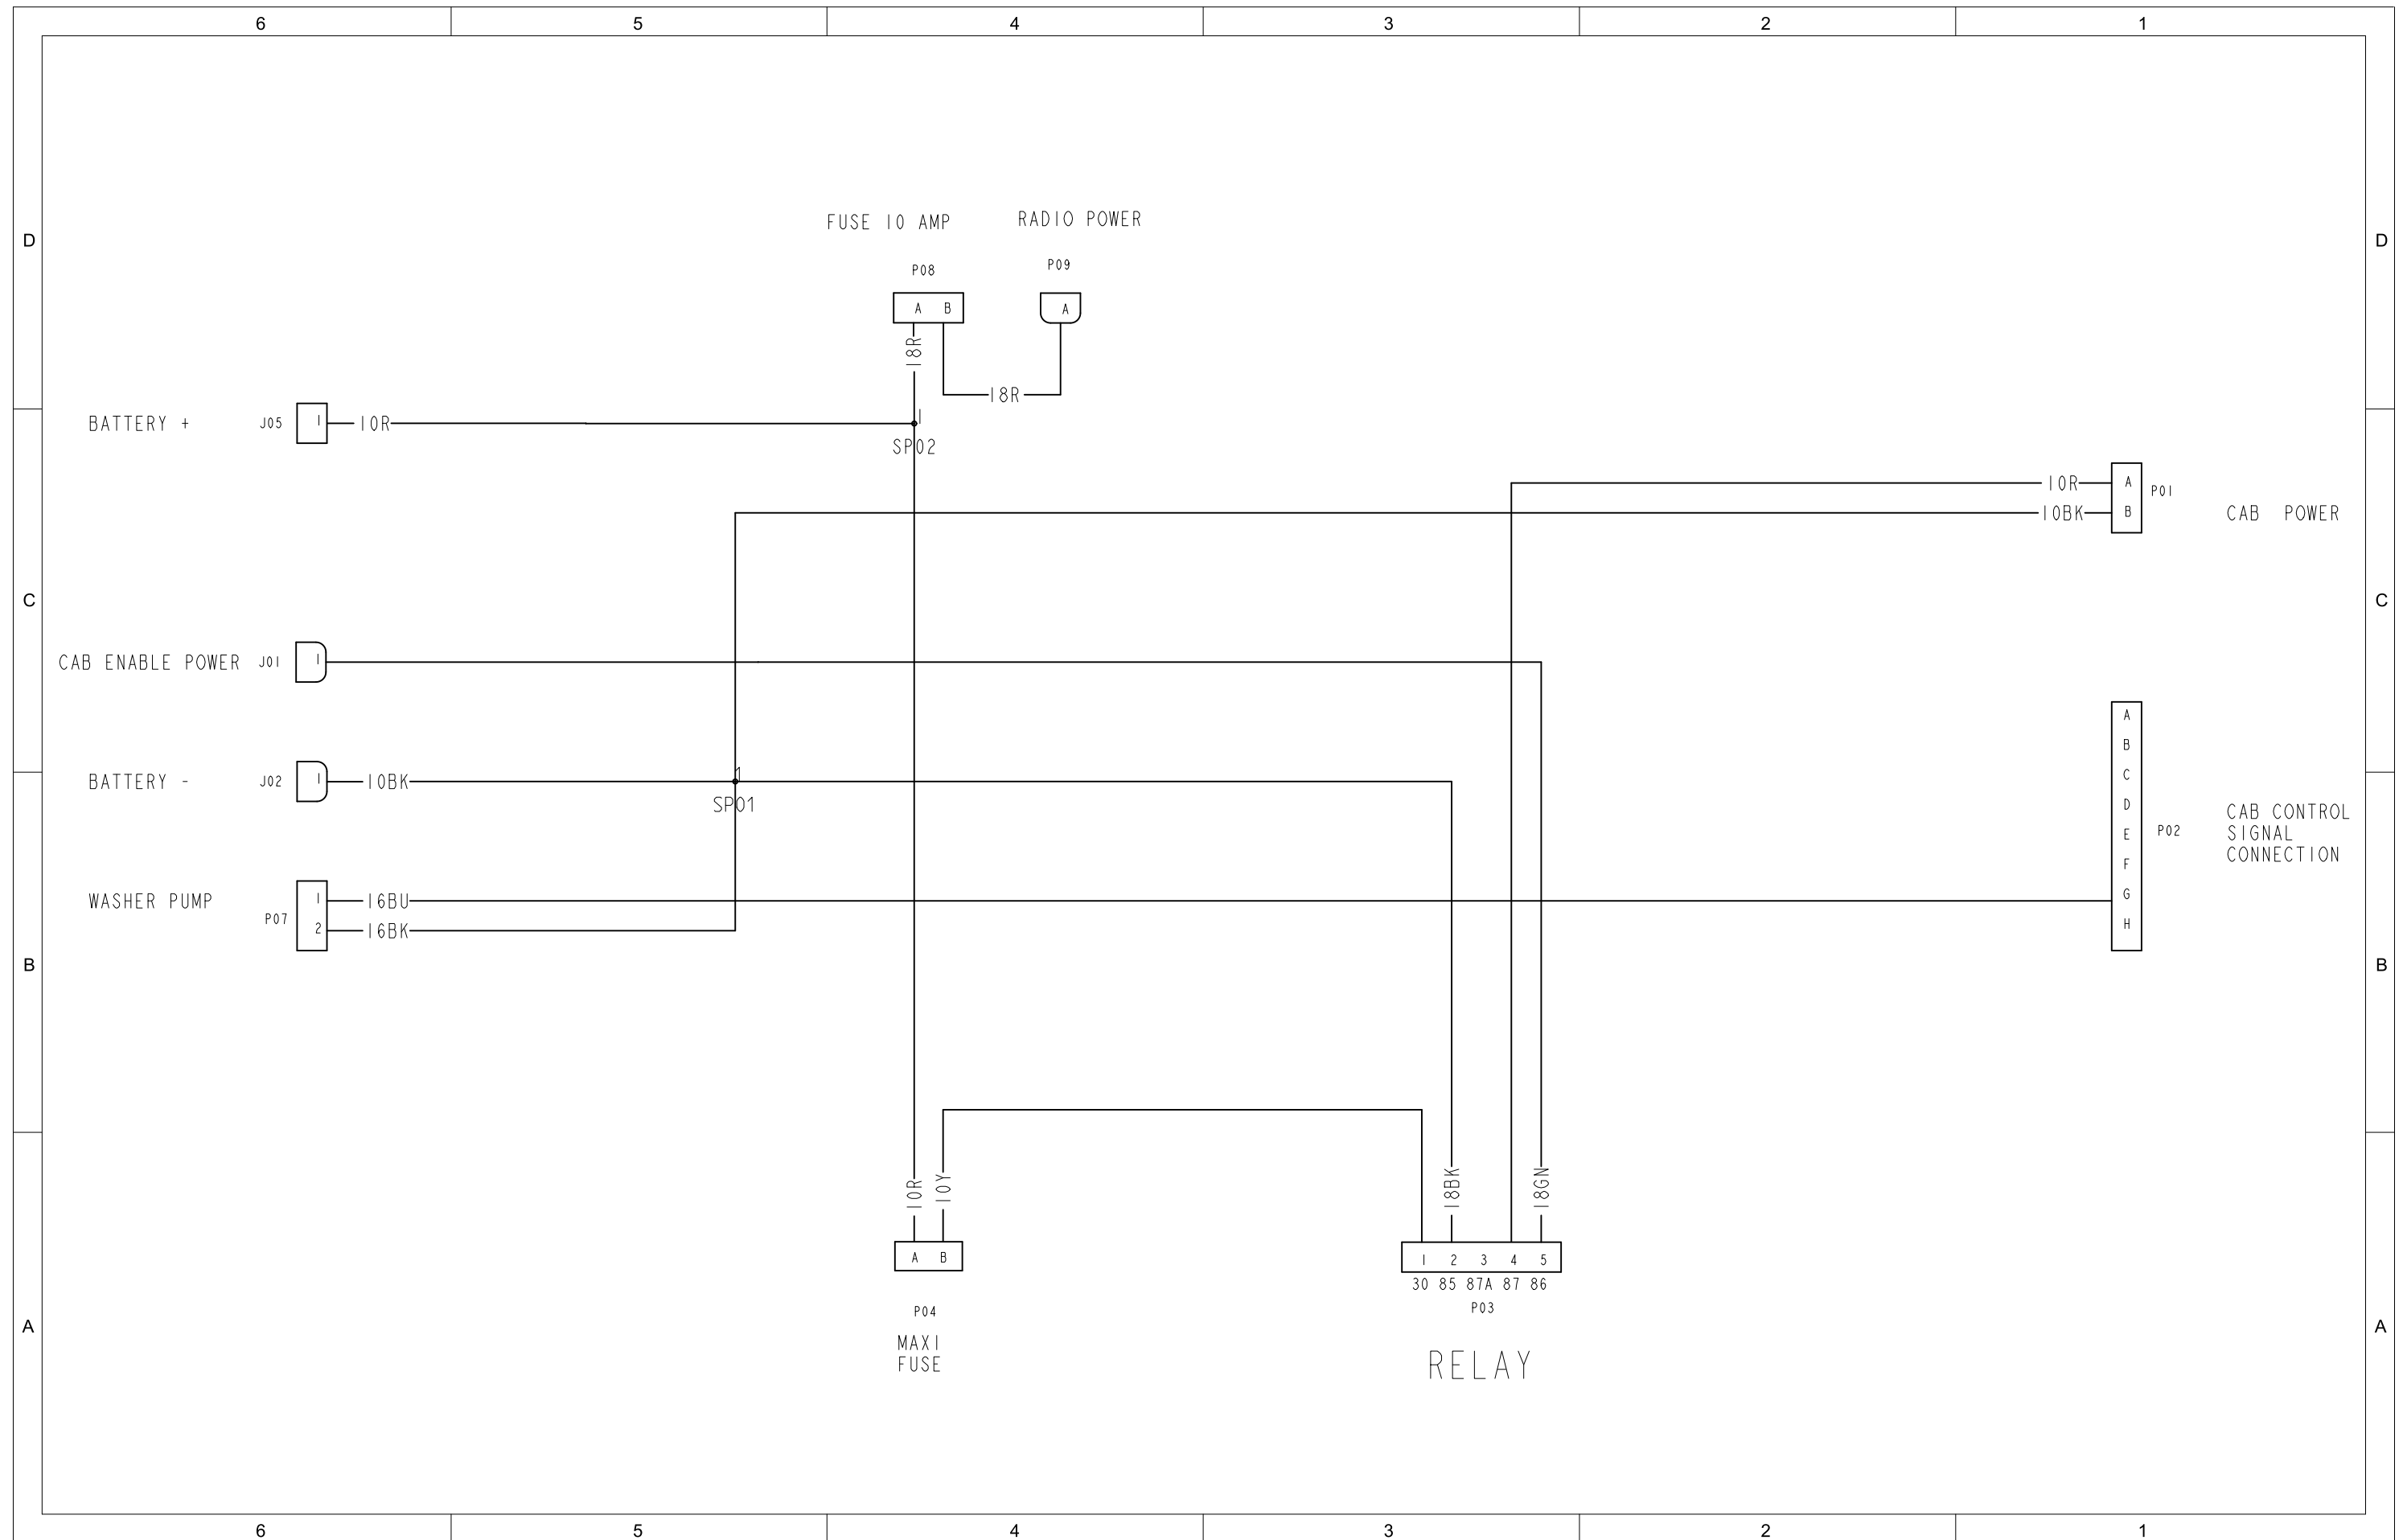 6 5 4 3 2 1
FUSE 10 AMP RADIO POWER
D D
P08 P09
A B A
18R
18R
BATTERY + J05 1 10R 1
SP02
10R A P01
10BK B CAB POWER
C C
CAB ENABLE POWER J01 1
BATTERY - J02 1 10BK 1
SP01
A
B
C
D
E
F
G
H
P02
CAB CONTROL
SIGNAL
CONNECTION
WASHER PUMP P07 1 16BU
2 16BK
B B
10R 10Y 18BK 18GN
A B 1 2 3 4 5
30 85 87A 87 86
P04 P03
A A
MAXI
FUSE
RELAY
6 5 4 3 2 1